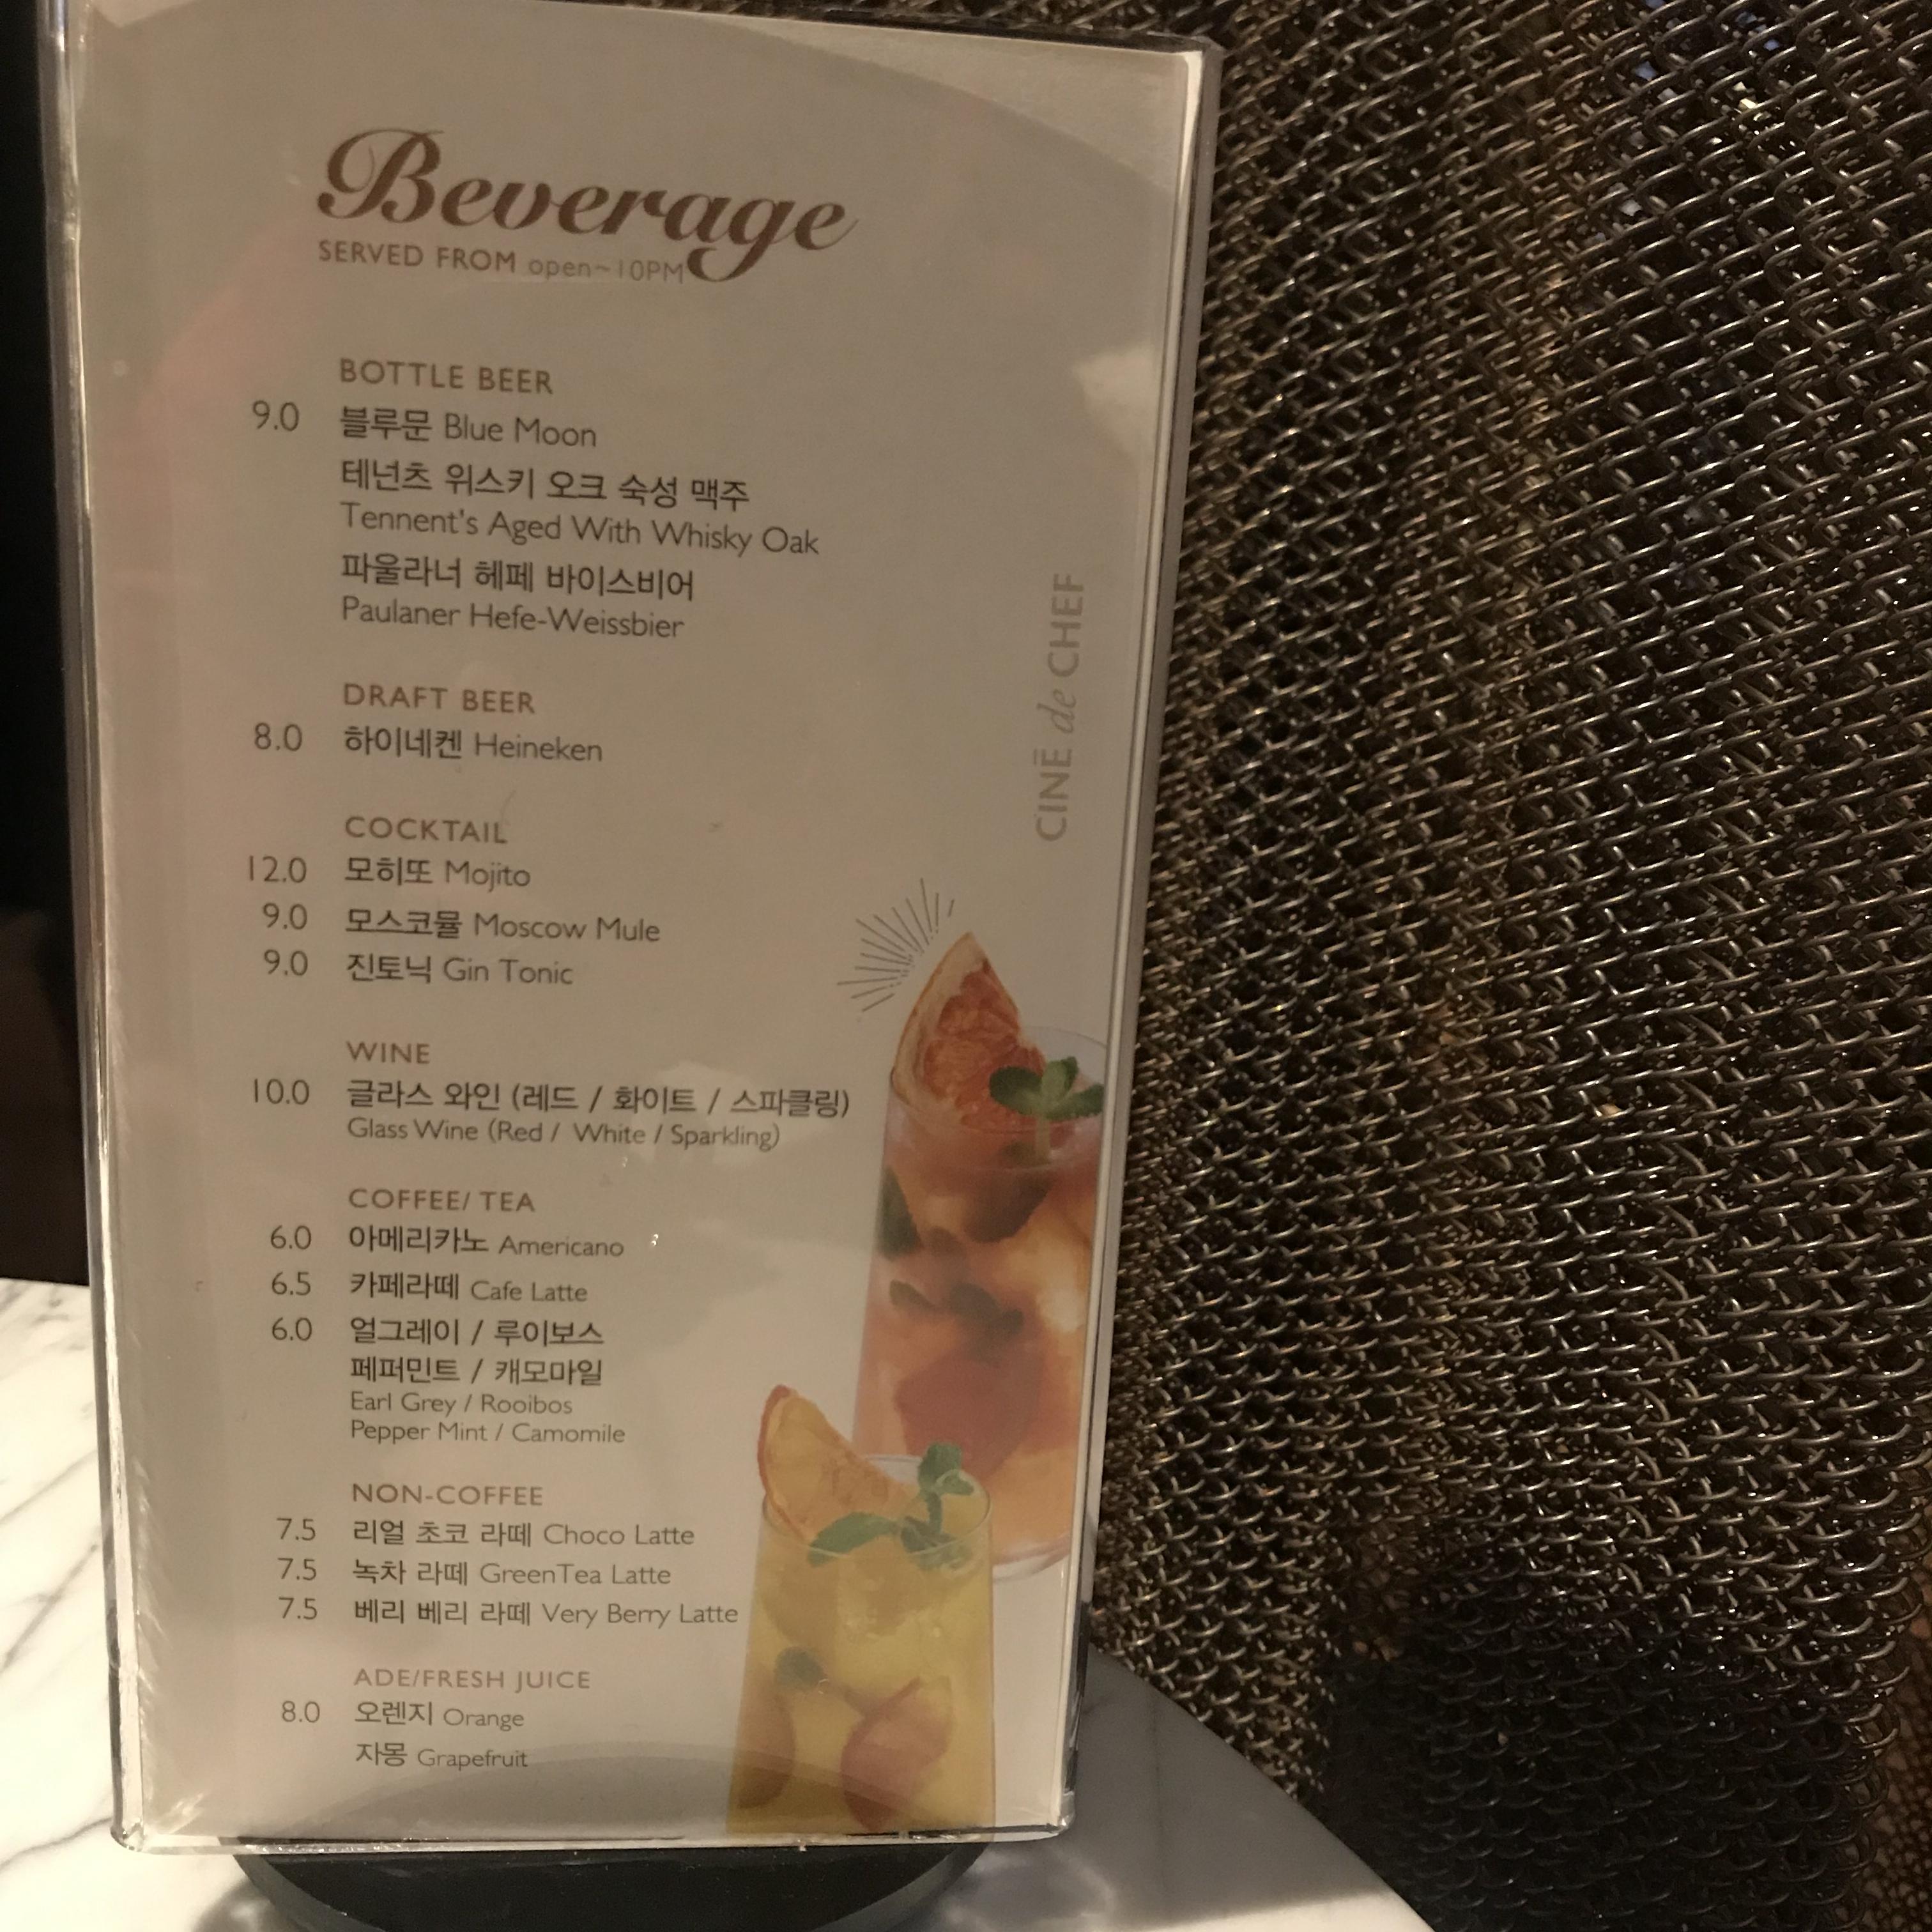 Beverage
SERVED FROM open~10PM
BOTTLE BEER
9.0 블루문 Blue Moon
테넌츠 위스키 오크 숙성 맥주
Tennent's Aged With Whisky Oak
파울라너 헤페 바이스비어
Paulaner Hefe-Weissbier
DRAFT BEER
8.0 하이네켄 Heineken
COCKTAIL
12.0 모히또 Mojito
9.0 모스코뮬 Moscow Mule
9.0 진토닉 Gin Tonic
WINE
10.0 글라스 와인 (레드 / 화이트 / 스파클링)
Glass Wine (Red / White / Sparkling)
COFFEE/ TEA
6.0 아메리카노 Americano
6.5 카페라떼 Cafe Latte
6.0 얼그레이 / 루이보스
페퍼민트 / 캐모마일
Earl Grey / Rooibos
Pepper Mint / Camomile
NON-COFFEE
7.5 리얼 초코 라떼 Choco Latte
7.5 녹차 라떼 GreenTea Latte
7.5 베리 베리 라떼 Very Berry Latte
ADE/FRESH JUICE
8.0 오렌지 Orange
자몽 Grapefruit
CINĒ de CHEF